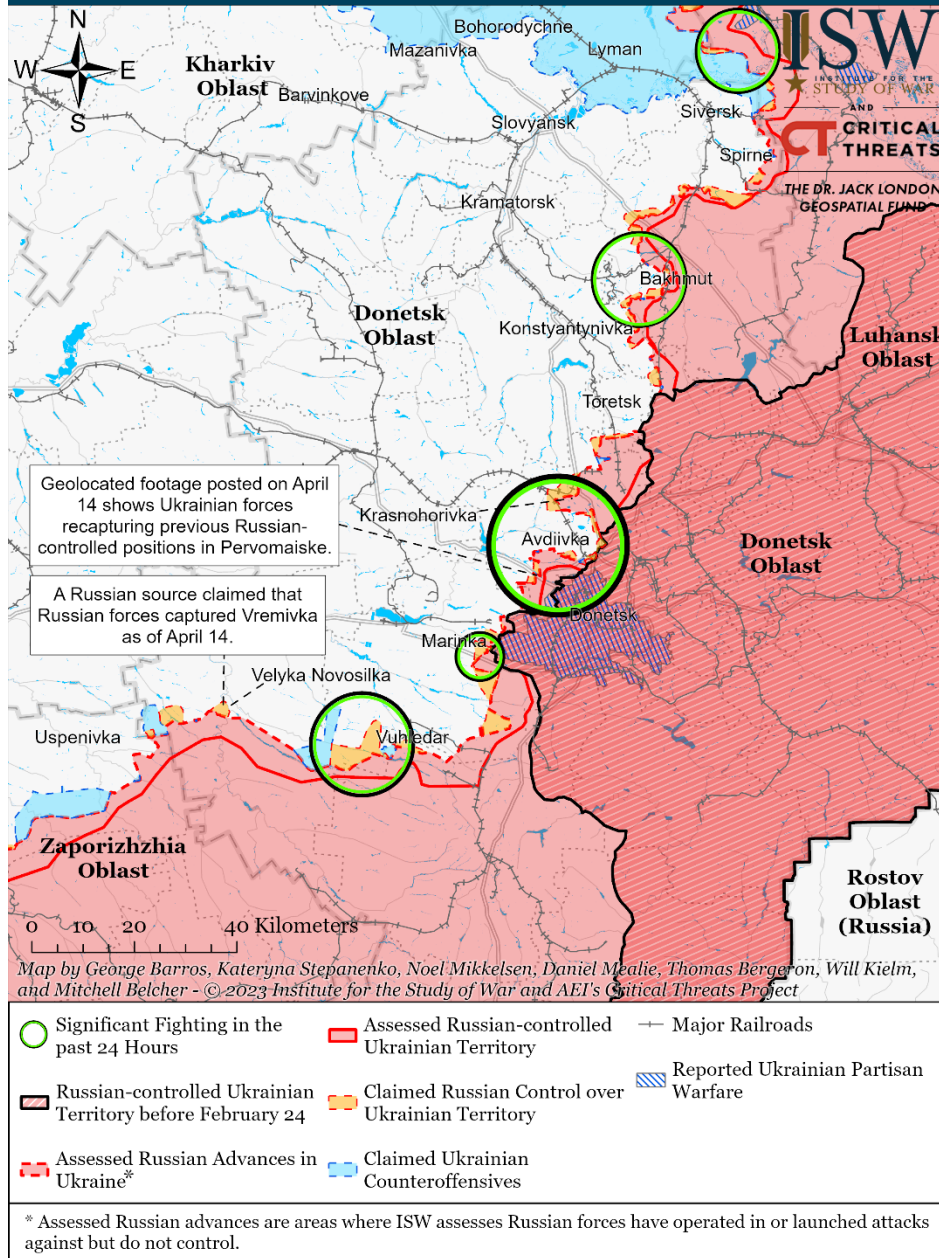 N
W E
S
Kharkiv
Oblast
Bohorodychne
Mazanivka
Lyman
Barvinkove
Slovyansk
Siversk
Spirne
Kramatorsk
ISW
INSTITUTE FOR THE
STUDY OF WAR
AND
CT CRITICAL
THREATS
THE DR. JACK LONDON
GEOSPATIAL FUND
Bakhmut
Donetsk
Oblast
Konstyantynivka
Luhansk
Oblast
Toretsk
Geolocated footage posted on April
14 shows Ukrainian forces
recapturing previous Russian-
controlled positions in Pervomaiske.
Krasnohorivka
Avdiivka
Donetsk
Oblast
A Russian source claimed that
Russian forces captured Vremivka
as of April 14.
Donetsk
Marinka
Velyka Novosilka
Uspenivka
Vuhledar
Zaporizhzhia
Oblast
Rostov
Oblast
(Russia)
0 10 20 40 Kilometers
Map by George Barros, Kateryna Stepanenko, Noel Mikkelsen, Daniel Mealie, Thomas Bergeron, Will Kielm,
and Mitchell Belcher - © 2023 Institute for the Study of War and AEI's Critical Threats Project
Significant Fighting in the
past 24 Hours
Russian-controlled Ukrainian
Territory before February 24
Assessed Russian Advances in
Ukraine*
Assessed Russian-controlled
Ukrainian Territory
Claimed Russian Control over
Ukrainian Territory
Claimed Ukrainian
Counteroffensives
Major Railroads
Reported Ukrainian Partisan
Warfare
* Assessed Russian advances are areas where ISW assesses Russian forces have operated in or launched attacks
against but do not control.